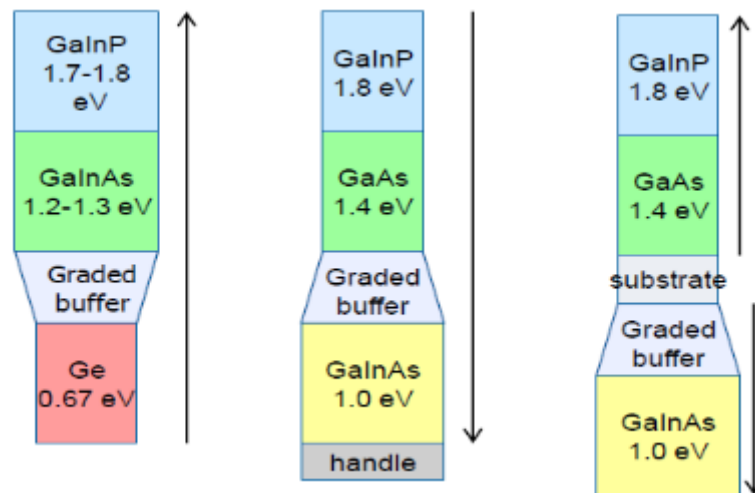 GaInP
1.7-1.8
eV
GaInAs
1.2-1.3 eV
Graded
buffer
Ge
0.67 eV
GaInP
1.8 eV
GaAs
1.4 eV
Graded
buffer
GaInAs
1.0 eV
handle
GaInP
1.8 eV
GaAs
1.4 eV
substrate
Graded
buffer
GaInAs
1.0 eV